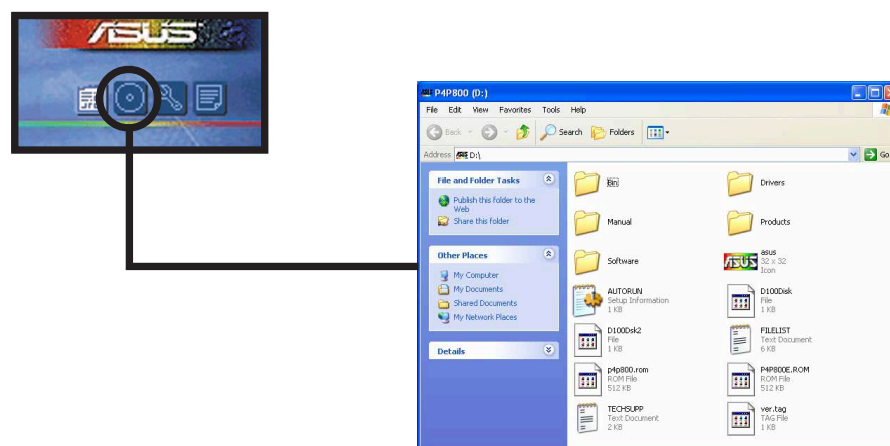 ASUS
P4P800 (D:)
File Edit View Favorites Tools Help
Back Search Folders
Address D:\ Go
File and Folder Tasks
Publish this folder to the
Web
Share this folder
Other Places
My Computer
My Documents
Shared Documents
My Network Places
Details
Bin
Drivers
Manual
Products
Software
asus
32 x 32
Icon
AUTORUN
Setup Information
1 KB
D100Disk
File
1 KB
D100Dsk2
File
1 KB
FILELIST
Text Document
6 KB
p4p800.rom
ROM File
512 KB
P4P800E.ROM
ROM File
512 KB
TECHSUPP
Text Document
2 KB
ver.tag
TAG File
1 KB